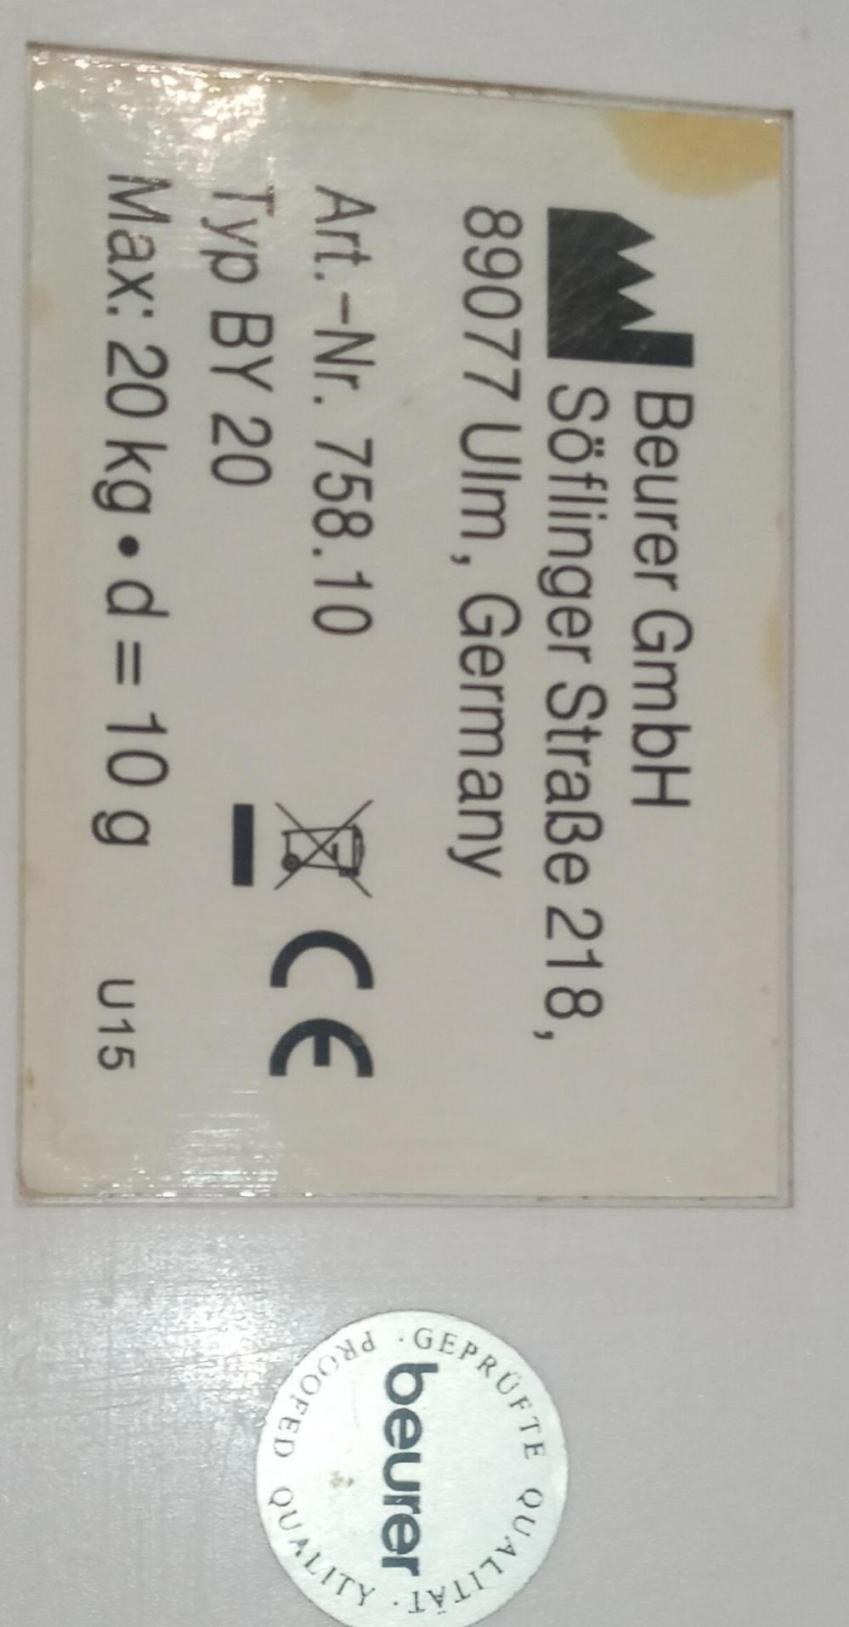 Beurer GmbH
Söflinger Straße 218,
89077 Ulm, Germany
Art.-Nr. 758.10
Typ BY 20
CE
Max: 20 kg • d = 10 g
U15
· GEPRÜFTE QUALITÄT ·
beurer
PROOFED QUALITY